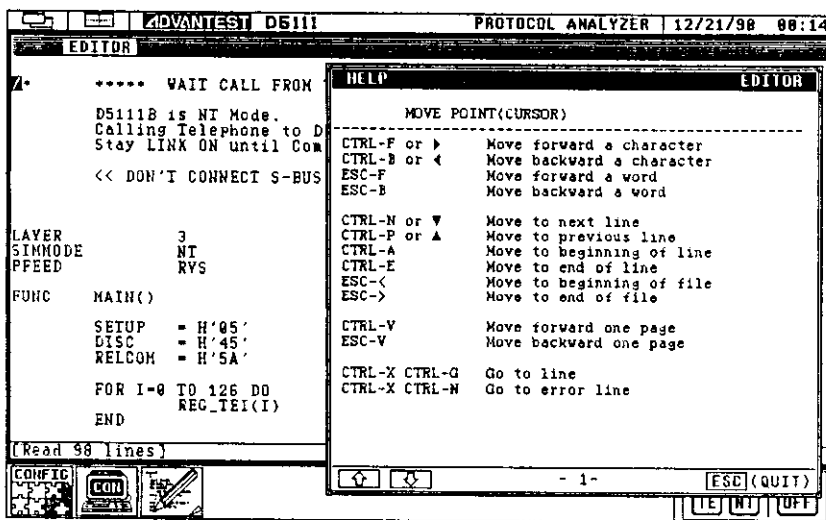 ADVANTEST D5111 PROTOCOL ANALYZER 12/21/98 00:14
EDITOR
/* ***** WAIT CALL FROM
D5111B is NT Mode.
Calling Telephone to D
Stay LINK ON until Com
<< DON'T CONNECT S-BUS
LAYER 3
SIMMODE NT
PFEED RVS
FUNC MAIN()
SETUP = H'05'
DISC = H'45'
RELCOM = H'5A'
FOR I=0 TO 126 DO
REG_TEI(I)
END
[Read 98 lines]
HELP EDITOR
MOVE POINT(CURSOR)
CTRL-F or ▶ Move forward a character
CTRL-B or ◀ Move backward a character
ESC-F Move forward a word
ESC-B Move backward a word
CTRL-N or ▼ Move to next line
CTRL-P or ▲ Move to previous line
CTRL-A Move to beginning of line
CTRL-E Move to end of line
ESC-< Move to beginning of file
ESC-> Move to end of file
CTRL-V Move forward one page
ESC-V Move backward one page
CTRL-X CTRL-G Go to line
CTRL-X CTRL-N Go to error line
- 1- ESC (QUIT)
CONFIG
COM
TE NT OFF